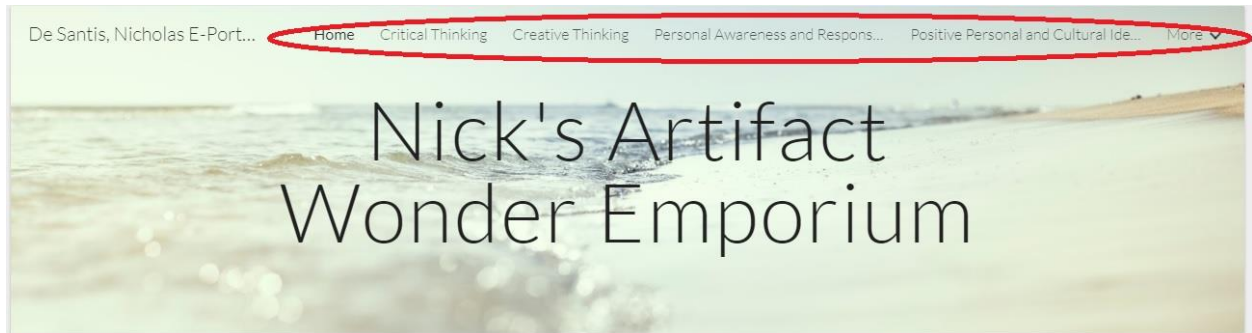 De Santis, Nicholas E-Port... Home Critical Thinking Creative Thinking Personal Awareness and Respons... Positive Personal and Cultural Ide... More
Nick's Artifact
Wonder Emporium